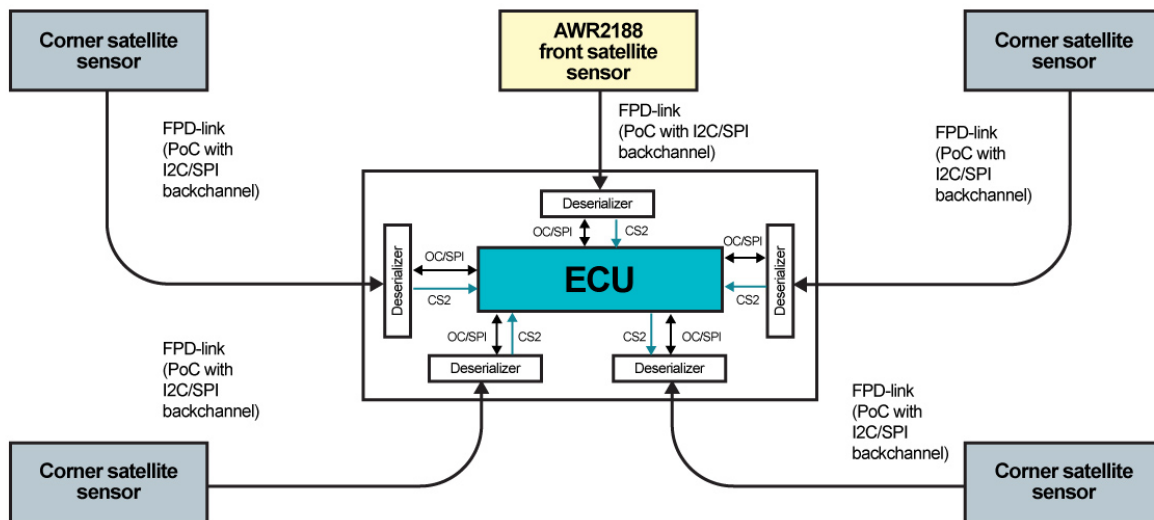 Corner satellite
sensor
AWR2188
front satellite
sensor
Corner satellite
sensor
FPD-link
(PoC with
I2C/SPI
backchannel)
FPD-link
(PoC with I2C/SPI
backchannel)
FPD-link
(PoC with
I2C/SPI
backchannel)
Deserializer
OC/SPI
CS2
Deserializer
OC/SPI
CS2
ECU
OC/SPI
CS2
Deserializer
OC/SPI
CS2
CS2
OC/SPI
Deserializer
Deserializer
FPD-link
(PoC with
I2C/SPI
backchannel)
FPD-link
(PoC with
I2C/SPI
backchannel)
Corner satellite
sensor
Corner satellite
sensor